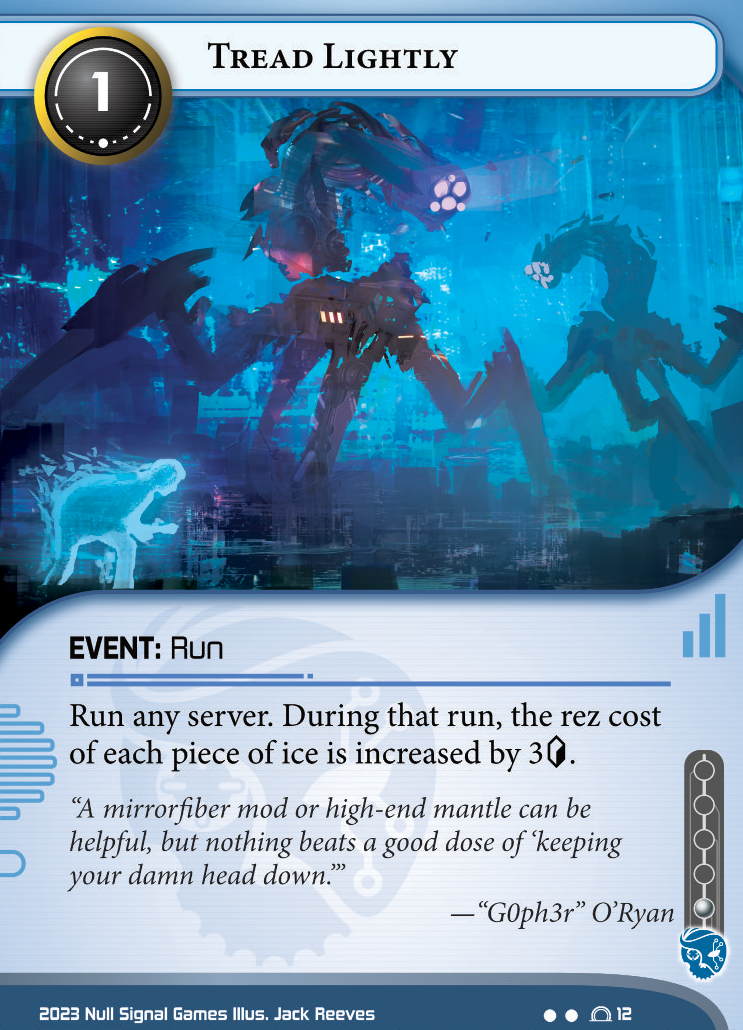 1
Tread Lightly
EVENT: Run
Run any server. During that run, the rez cost
of each piece of ice is increased by 3.
“A mirrorfiber mod or high-end mantle can be
helpful, but nothing beats a good dose of ‘keeping
your damn head down.’”
—“G0ph3r” O’Ryan
2023 Null Signal Games Illus. Jack Reeves
12